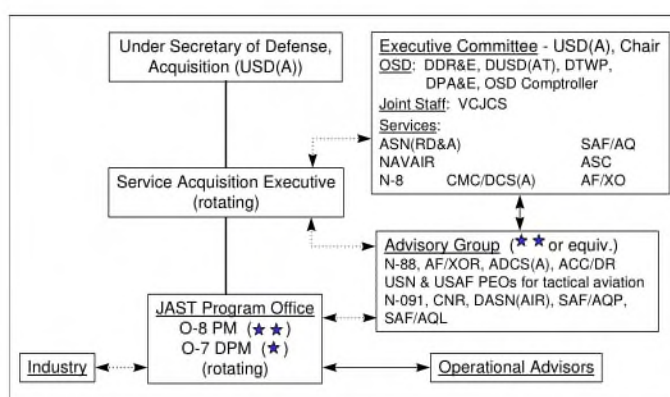 Under Secretary of Defense,
Acquisition (USD(A))
Executive Committee - USD(A), Chair
OSD: DDR&E, DUSD(AT), DTWP,
DPA&E, OSD Comptroller
Joint Staff: VCJCS
Services:
ASN(RD&A) SAF/AQ
NAVAIR ASC
N-8 CMC/DCS(A) AF/XO
Service Acquisition Executive
(rotating)
Advisory Group (★★ or equiv.)
N-88, AF/XOR, ADCS(A), ACC/DR
USN & USAF PEOs for tactical aviation
N-091, CNR, DASN(AIR), SAF/AQP,
SAF/AQL
JAST Program Office
O-8 PM (★★)
O-7 DPM (★)
(rotating)
Industry
Operational Advisors